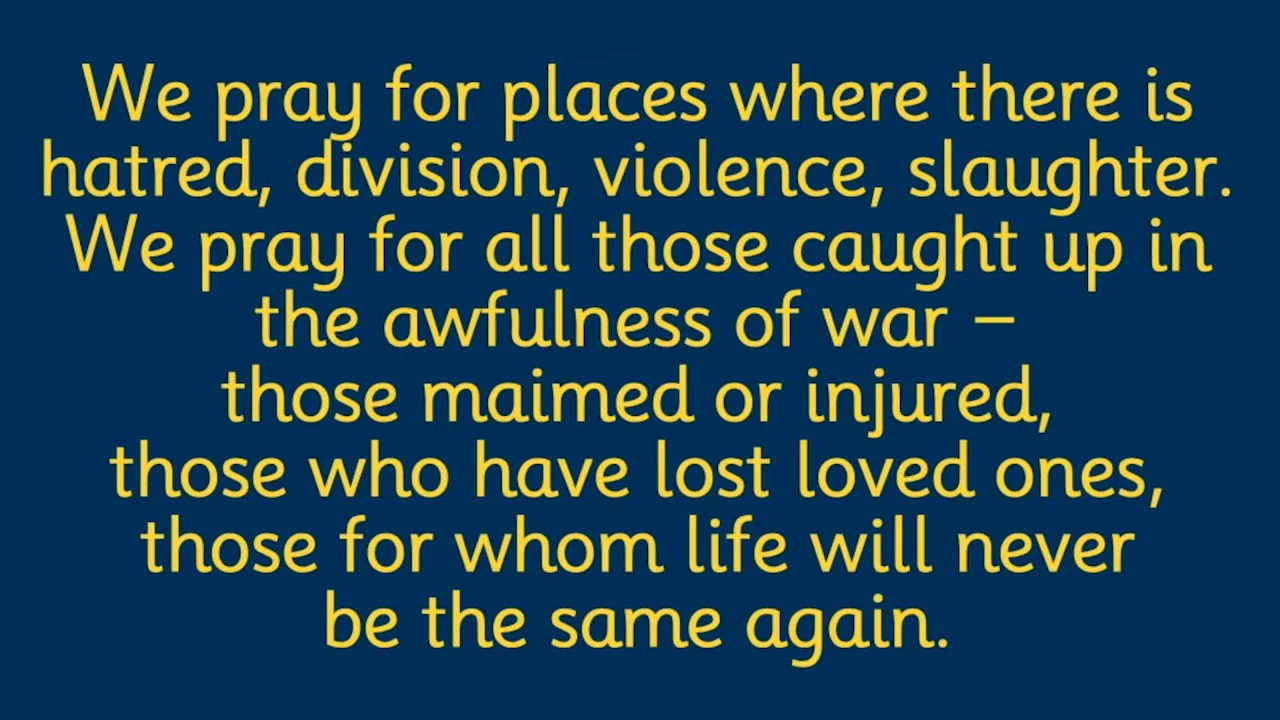 We pray for places where there is
hatred, division, violence, slaughter.
We pray for all those caught up in
the awfulness of war –
those maimed or injured,
those who have lost loved ones,
those for whom life will never
be the same again.